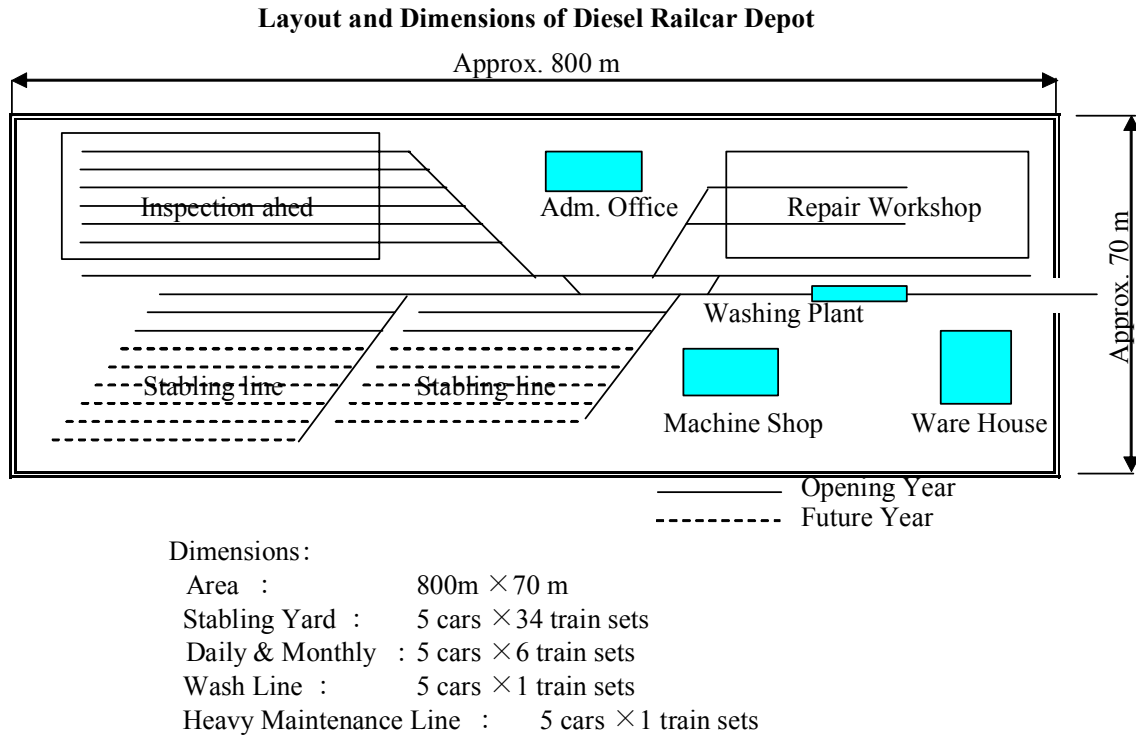 Layout and Dimensions of Diesel Railcar Depot
Approx. 800 m
Inspection ahed
Adm. Office
Repair Workshop
Approx. 70 m
Washing Plant
Stabling line
Stabling line
Machine Shop
Ware House
Opening Year
Future Year
Dimensions:
Area : 800m ×70 m
Stabling Yard : 5 cars ×34 train sets
Daily & Monthly : 5 cars ×6 train sets
Wash Line : 5 cars ×1 train sets
Heavy Maintenance Line : 5 cars ×1 train sets